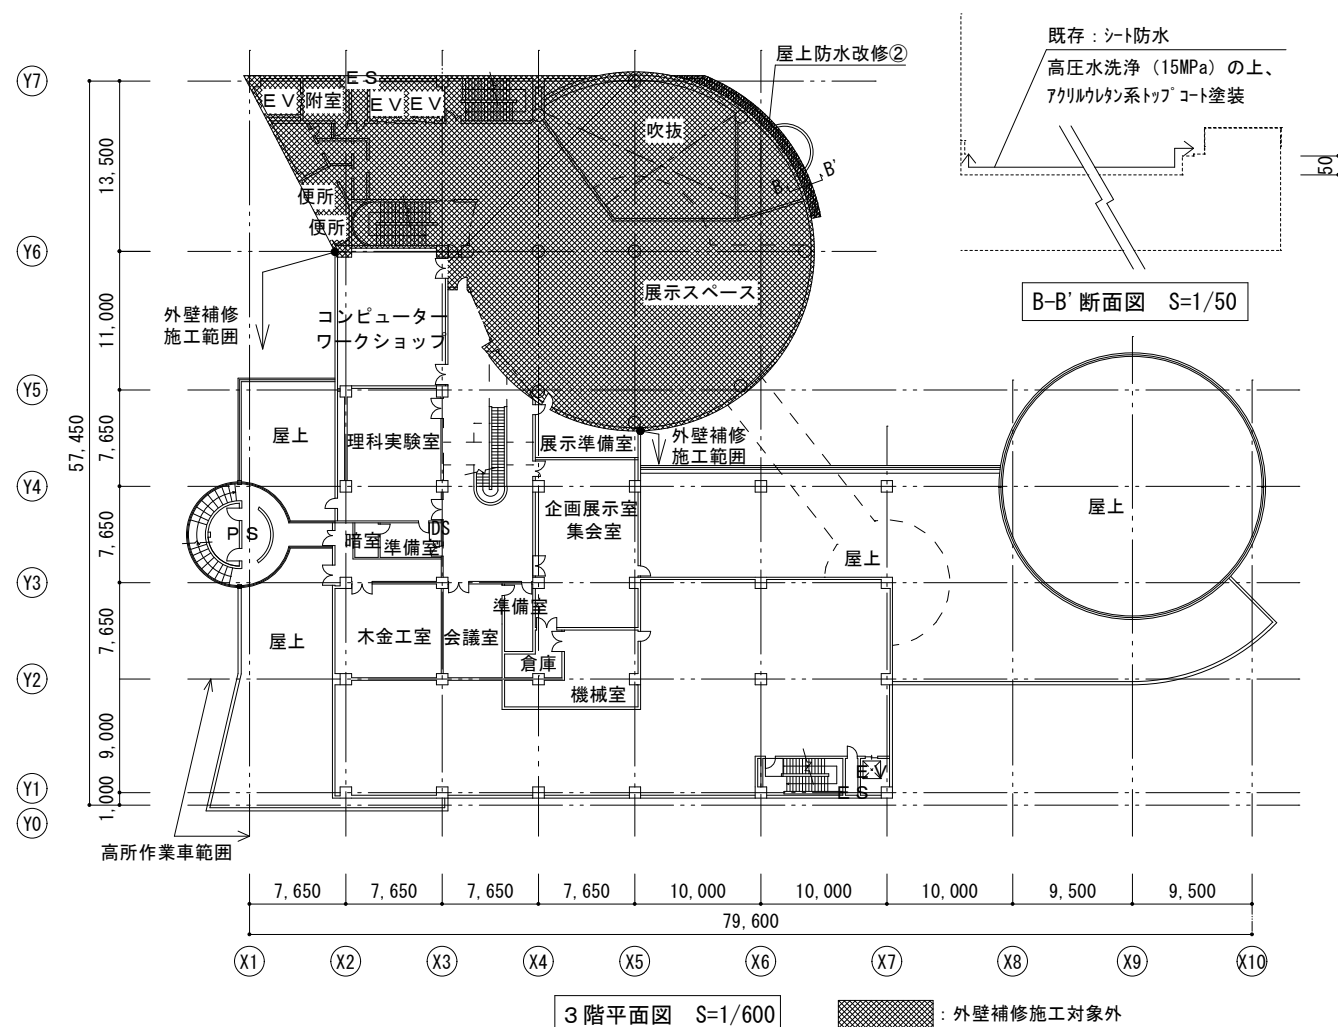 既存：シート防水
高圧水洗浄（15MPa）の上、
アクリルウレタン系トップコート塗装
屋上防水改修②
50
B-B' 断面図 S=1/50
Y7
Y6
Y5
Y4
Y3
Y2
Y1
Y0
57,450
13,500
11,000
7,650
7,650
7,650
9,000
1,000
ES
EV
附室
EV
EV
吹抜
B
B'
便所
便所
展示スペース
外壁補修
施工範囲
コンピューター
ワークショップ
屋上
理科実験室
展示準備室
外壁補修
施工範囲
企画展示室
集会室
屋上
PS
DS
暗室
準備室
屋上
準備室
屋上
木金工室
会議室
倉庫
機械室
EV
ES
高所作業車範囲
7,650
7,650
7,650
7,650
10,000
10,000
10,000
9,500
9,500
79,600
X1
X2
X3
X4
X5
X6
X7
X8
X9
X10
3階平面図 S=1/600
：外壁補修施工対象外